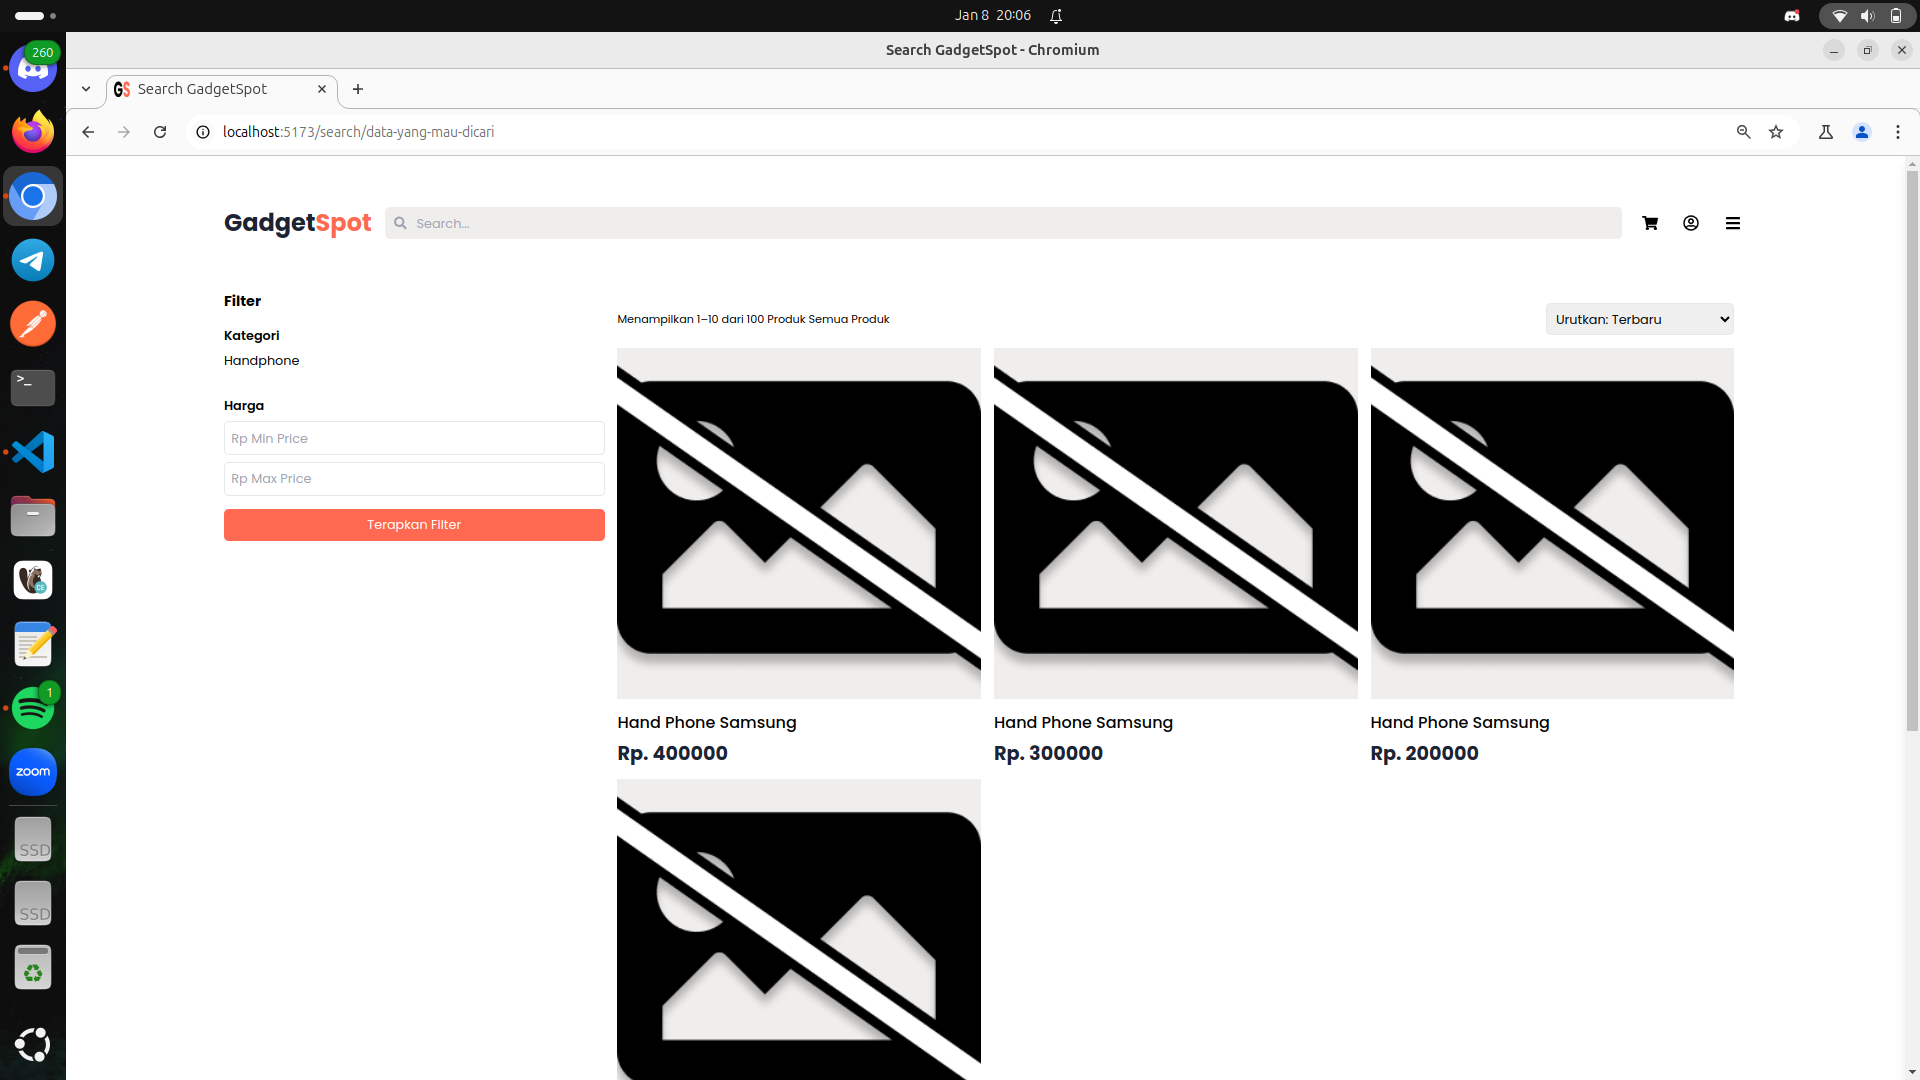 Jan 8 20:06
260
Search GadgetSpot - Chromium
GS Search GadgetSpot
localhost:5173/search/data-yang-mau-dicari
GadgetSpot
Search...
Filter
Kategori
Handphone
Harga
Rp Min Price
Rp Max Price
Terapkan FIlter
Menampilkan 1–10 dari 100 Produk Semua Produk
Urutkan: Terbaru
Hand Phone Samsung
Rp. 400000
Hand Phone Samsung
Rp. 300000
Hand Phone Samsung
Rp. 200000
>_
CE
1
zoom
SSD
SSD